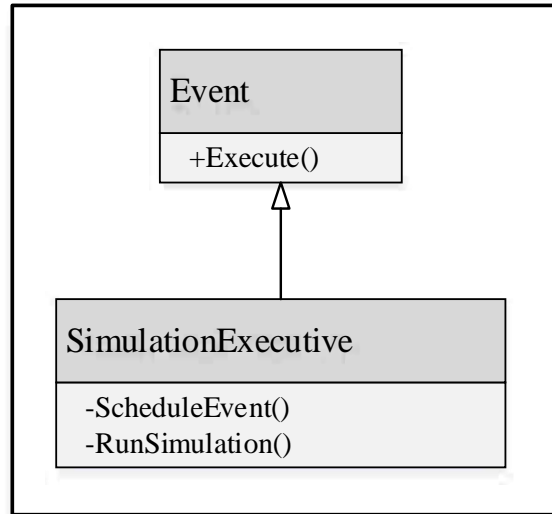 Event
+Execute()
SimulationExecutive
-ScheduleEvent()
-RunSimulation()